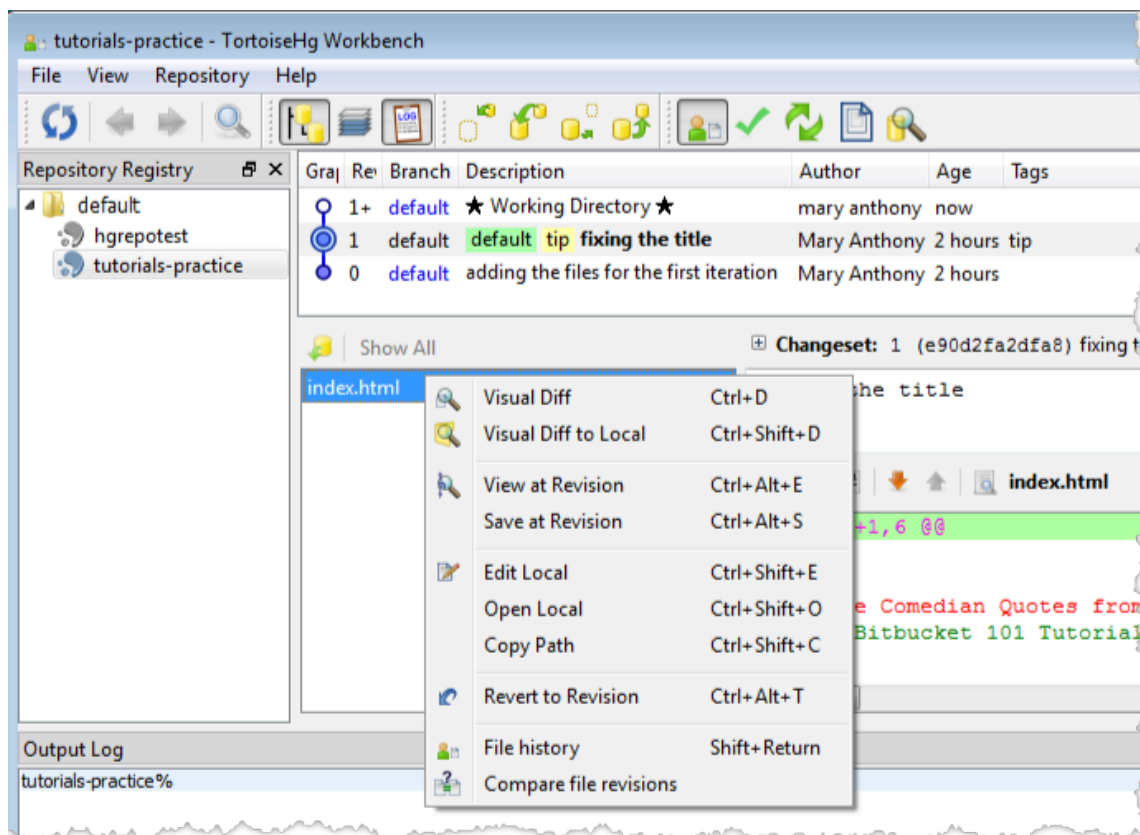 tutorials-practice - TortoiseHg Workbench
File View Repository Help
LOG
Repository Registry
default
hgrepotest
tutorials-practice
Graj Rev Branch Description Author Age Tags
1+ default ★ Working Directory ★ mary anthony now
1 default default tip fixing the title Mary Anthony 2 hours tip
0 default adding the files for the first iteration Mary Anthony 2 hours
Show All
Changeset: 1 (e90d2fa2dfa8) fixing t
index.html
he title
Visual Diff Ctrl+D
Visual Diff to Local Ctrl+Shift+D
View at Revision Ctrl+Alt+E
Save at Revision Ctrl+Alt+S
Edit Local Ctrl+Shift+E
Open Local Ctrl+Shift+O
Copy Path Ctrl+Shift+C
Revert to Revision Ctrl+Alt+T
File history Shift+Return
Compare file revisions
index.html
+1,6 @@
e Comedian Quotes from
Bitbucket 101 Tutorial
Output Log
tutorials-practice%